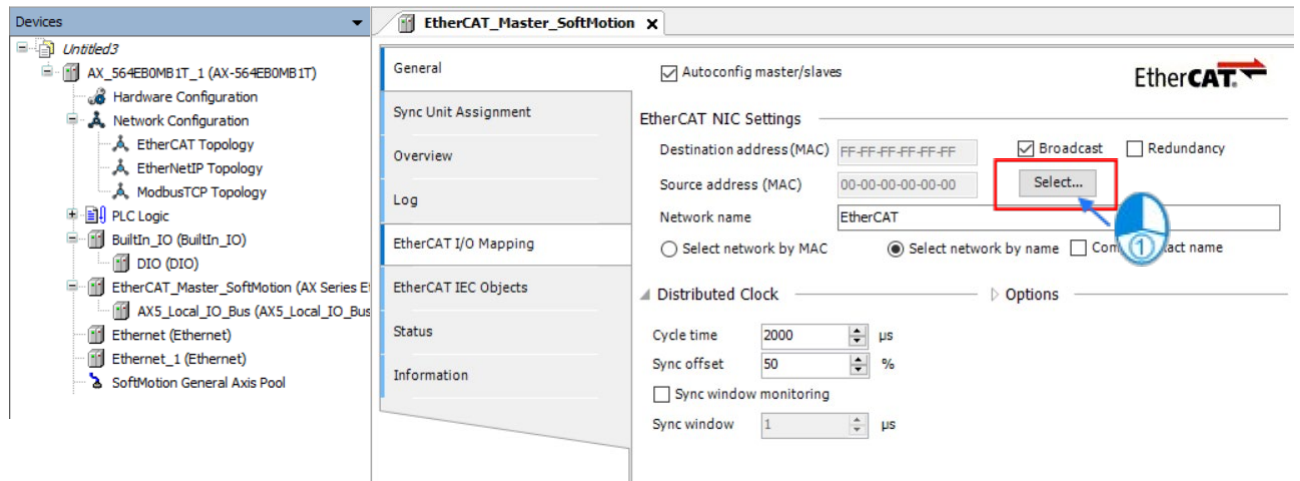 Devices
Untitled3
AX_564EB0MB1T_1 (AX-564EB0MB1T)
Hardware Configuration
Network Configuration
EtherCAT Topology
EtherNetIP Topology
ModbusTCP Topology
PLC Logic
BuiltIn_IO (BuiltIn_IO)
DIO (DIO)
EtherCAT_Master_SoftMotion (AX Series E
AX5_Local_IO_Bus (AX5_Local_IO_Bus
Ethernet (Ethernet)
Ethernet_1 (Ethernet)
SoftMotion General Axis Pool
EtherCAT_Master_SoftMotion x
General
Sync Unit Assignment
Overview
Log
EtherCAT I/O Mapping
EtherCAT IEC Objects
Status
Information
Autoconfig master/slaves
EtherCAT
EtherCAT NIC Settings
Destination address (MAC) FF-FF-FF-FF-FF-FF Broadcast Redundancy
Source address (MAC) 00-00-00-00-00-00 Select...
Network name EtherCAT
1
Select network by MAC Select network by name name
Distributed Clock Options
Cycle time 2000 µs
Sync offset 50 %
Sync window monitoring
Sync window 1 µs